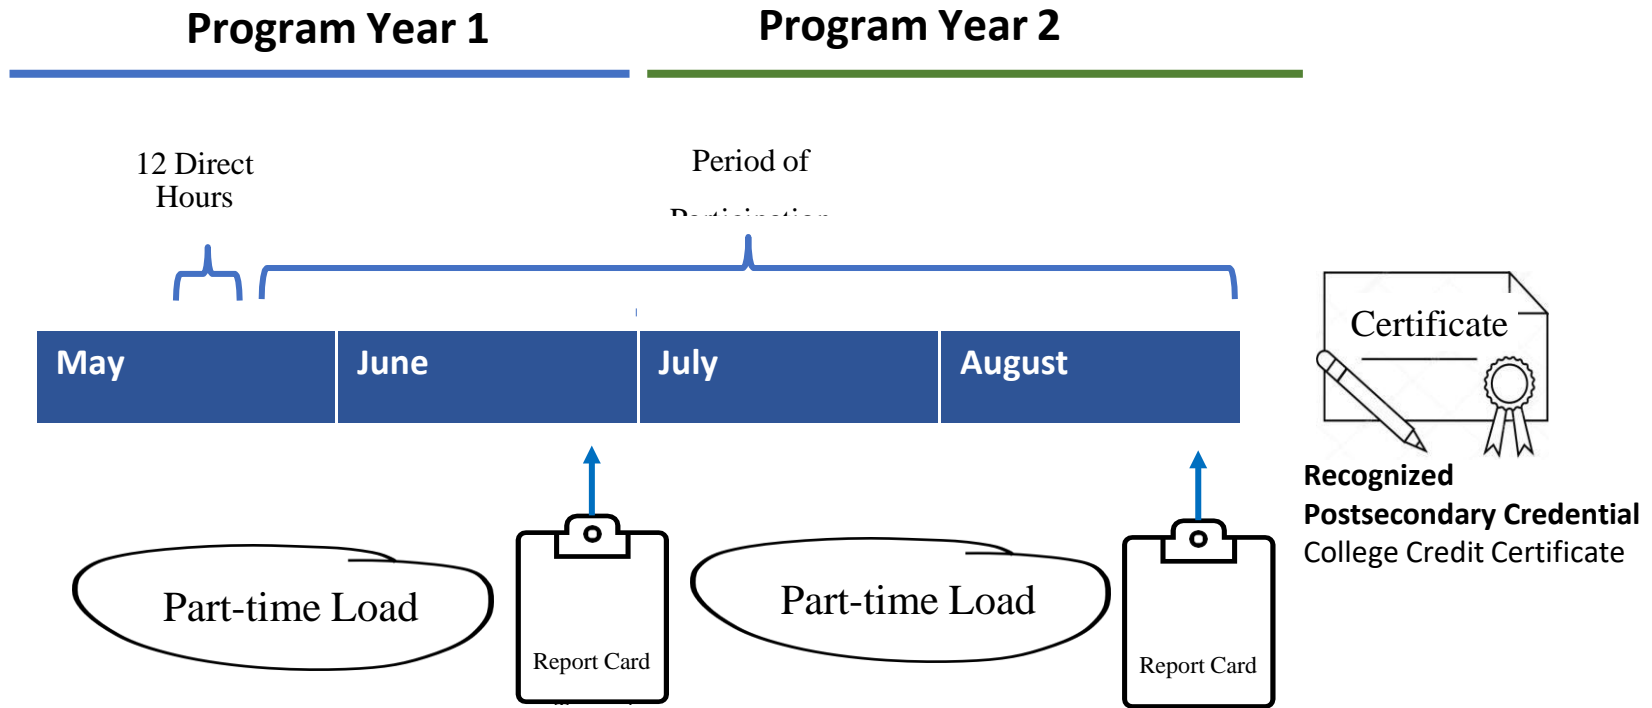 Program Year 1
Program Year 2
12 Direct
Hours
Period of
May
June
July
August
Certificate
Recognized
Postsecondary Credential
College Credit Certificate
Part-time Load
Report Card
Part-time Load
Report Card